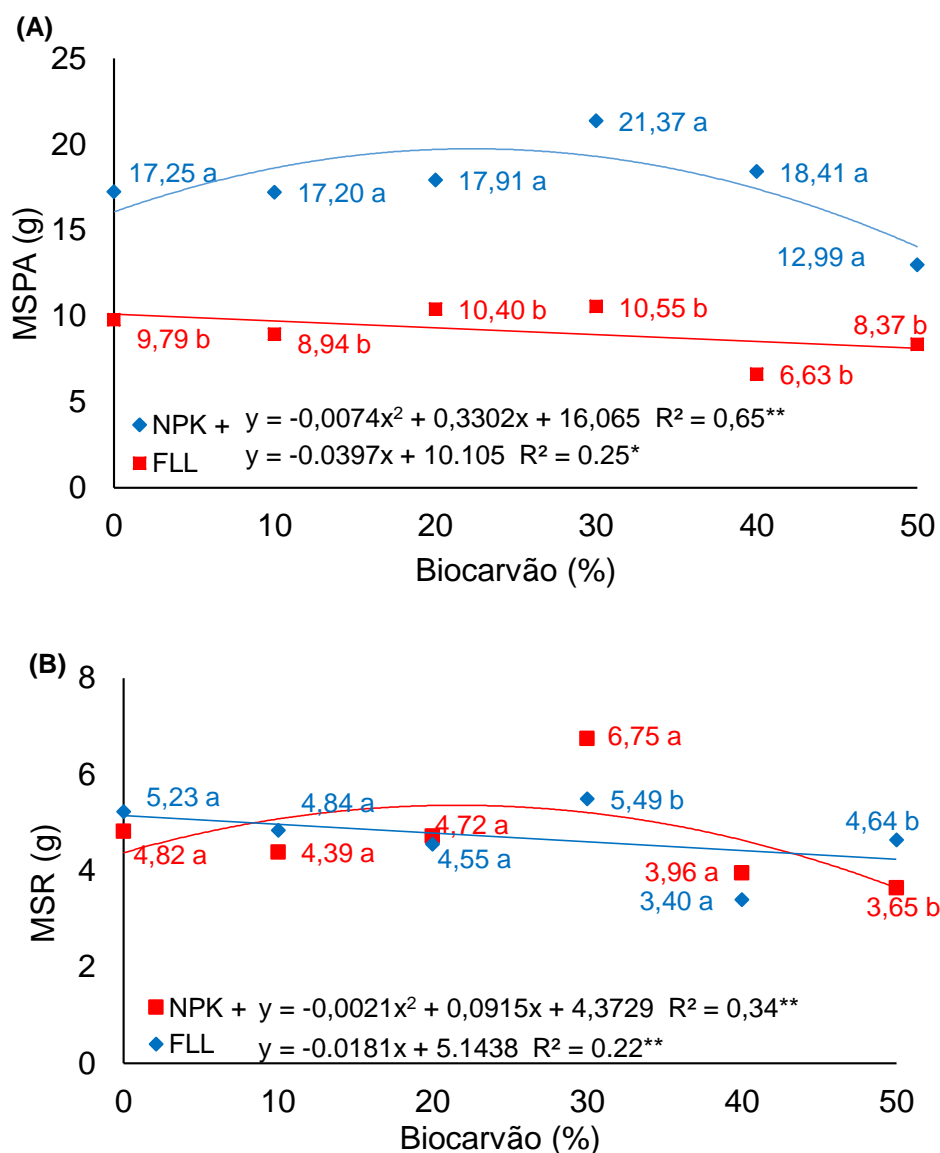 (A)
25
20
15
10
5
0
MSPA (g)
17,25 a
17,20 a
17,91 a
21,37 a
18,41 a
12,99 a
9,79 b
8,94 b
10,40 b
10,55 b
6,63 b
8,37 b
NPK + y = -0,0074x² + 0,3302x + 16,065 R² = 0,65**
FLL y = -0.0397x + 10.105 R² = 0.25*
0 10 20 30 40 50
Biocarvão (%)
(B)
8
6
4
2
0
MSR (g)
5,23 a
4,84 a
4,55 a
5,49 b
3,40 a
4,64 b
4,82 a
4,39 a
4,72 a
6,75 a
3,96 a
3,65 b
NPK + y = -0,0021x² + 0,0915x + 4,3729 R² = 0,34**
FLL y = -0.0181x + 5.1438 R² = 0.22**
0 10 20 30 40 50
Biocarvão (%)